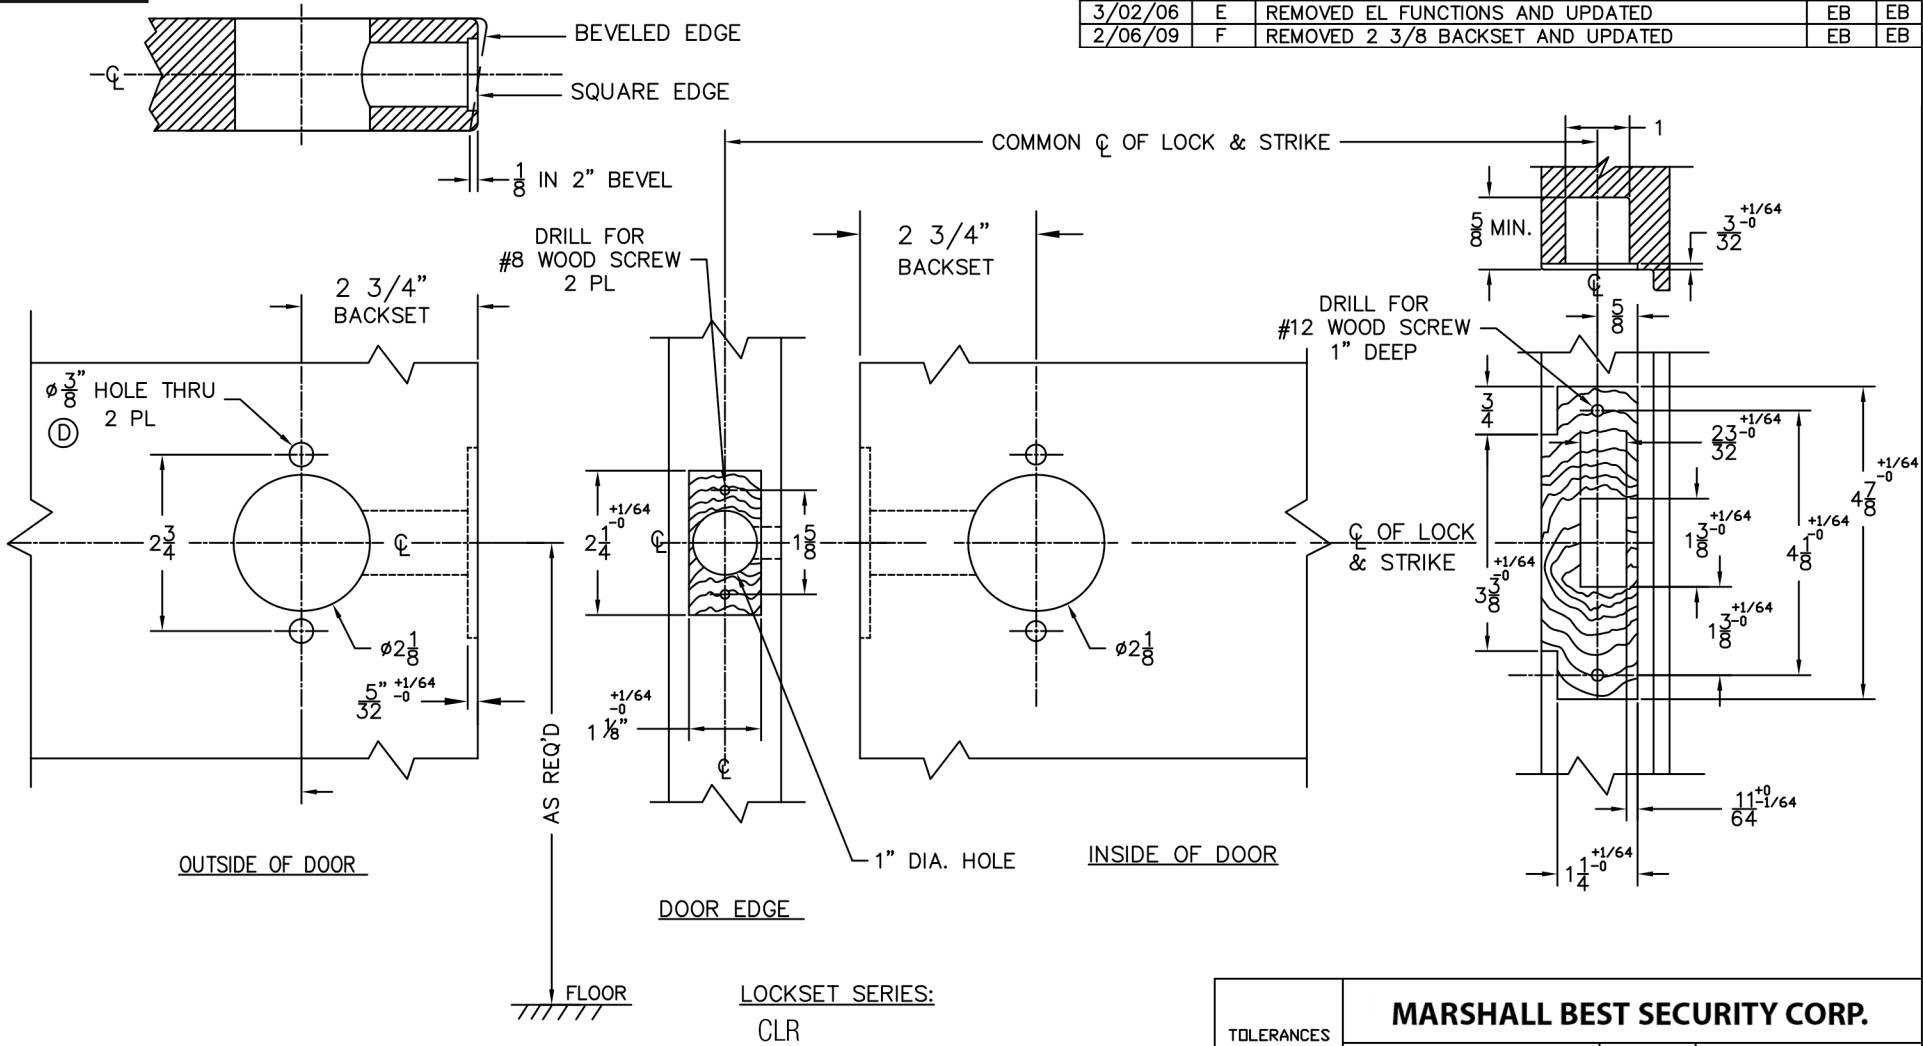 3/02/06 E REMOVED EL FUNCTIONS AND UPDATED EB EB
2/06/09 F REMOVED 2 3/8 BACKSET AND UPDATED EB EB
BEVELED EDGE
℄
SQUARE EDGE
1/8 IN 2" BEVEL
COMMON ℄ OF LOCK & STRIKE
1
5/8 MIN.
3/32 +1/64 -0
℄
5/8
DRILL FOR
#8 WOOD SCREW
2 PL
2 3/4"
BACKSET
2 3/4"
BACKSET
DRILL FOR
#12 WOOD SCREW
1" DEEP
ø 3/8" HOLE THRU
2 PL
D
2 3/4
℄
ø2 1/8
5/32" +1/64 -0
2 1/4 +1/64 -0
℄
1 5/8
1 1/8" +1/64 -0
℄
AS REQ'D
1" DIA. HOLE
ø2 1/8
℄ OF LOCK
& STRIKE
3/4
3 3/8 +1/64 -0
23/32 +1/64 -0
1 3/8 +1/64 -0
1 3/8 +1/64 -0
4 1/8 +1/64 -0
4 7/8 +1/64 -0
11/64 +0 -1/64
1 1/4 +1/64 -0
OUTSIDE OF DOOR
DOOR EDGE
INSIDE OF DOOR
FLOOR
LOCKSET SERIES:
CLR
TOLERANCES
MARSHALL BEST SECURITY CORP.